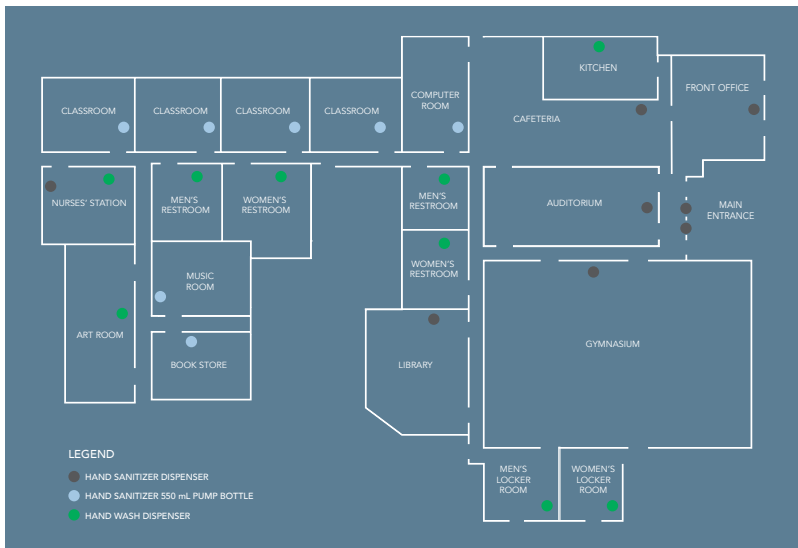 KITCHEN
FRONT OFFICE
COMPUTER
ROOM
CLASSROOM
CLASSROOM
CLASSROOM
CLASSROOM
CAFETERIA
NURSES' STATION
MEN'S
RESTROOM
WOMEN'S
RESTROOM
MEN'S
RESTROOM
AUDITORIUM
MAIN
ENTRANCE
WOMEN'S
RESTROOM
MUSIC
ROOM
ART ROOM
BOOK STORE
LIBRARY
GYMNASIUM
LEGEND
HAND SANITIZER DISPENSER
HAND SANITIZER 550 mL PUMP BOTTLE
HAND WASH DISPENSER
MEN'S
LOCKER
ROOM
WOMEN'S
LOCKER
ROOM